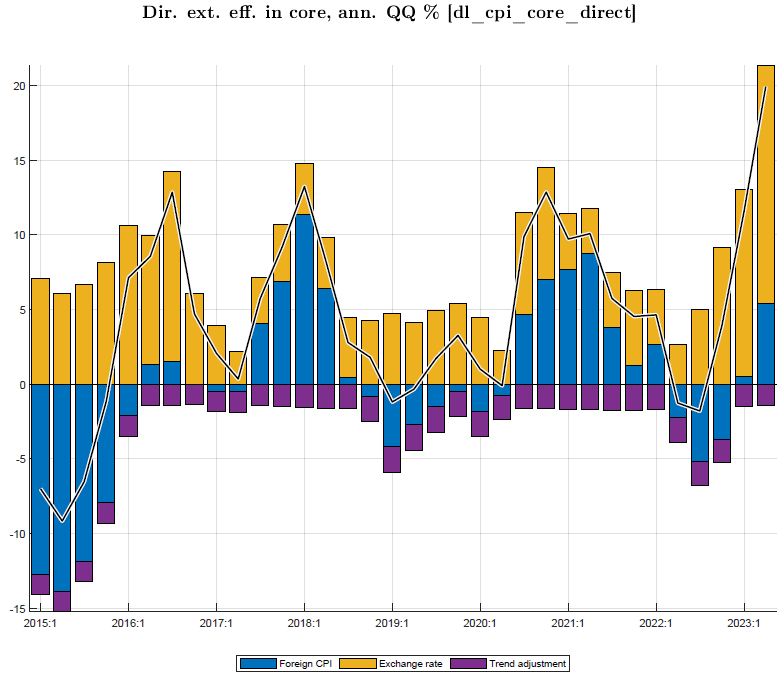 Dir. ext. eff. in core, ann. QQ % [dl_cpi_core_direct]
20
15
10
5
0
-5
-10
-15
2015:1 2016:1 2017:1 2018:1 2019:1 2020:1 2021:1 2022:1 2023:1
Foreign CPI Exchange rate Trend adjustment